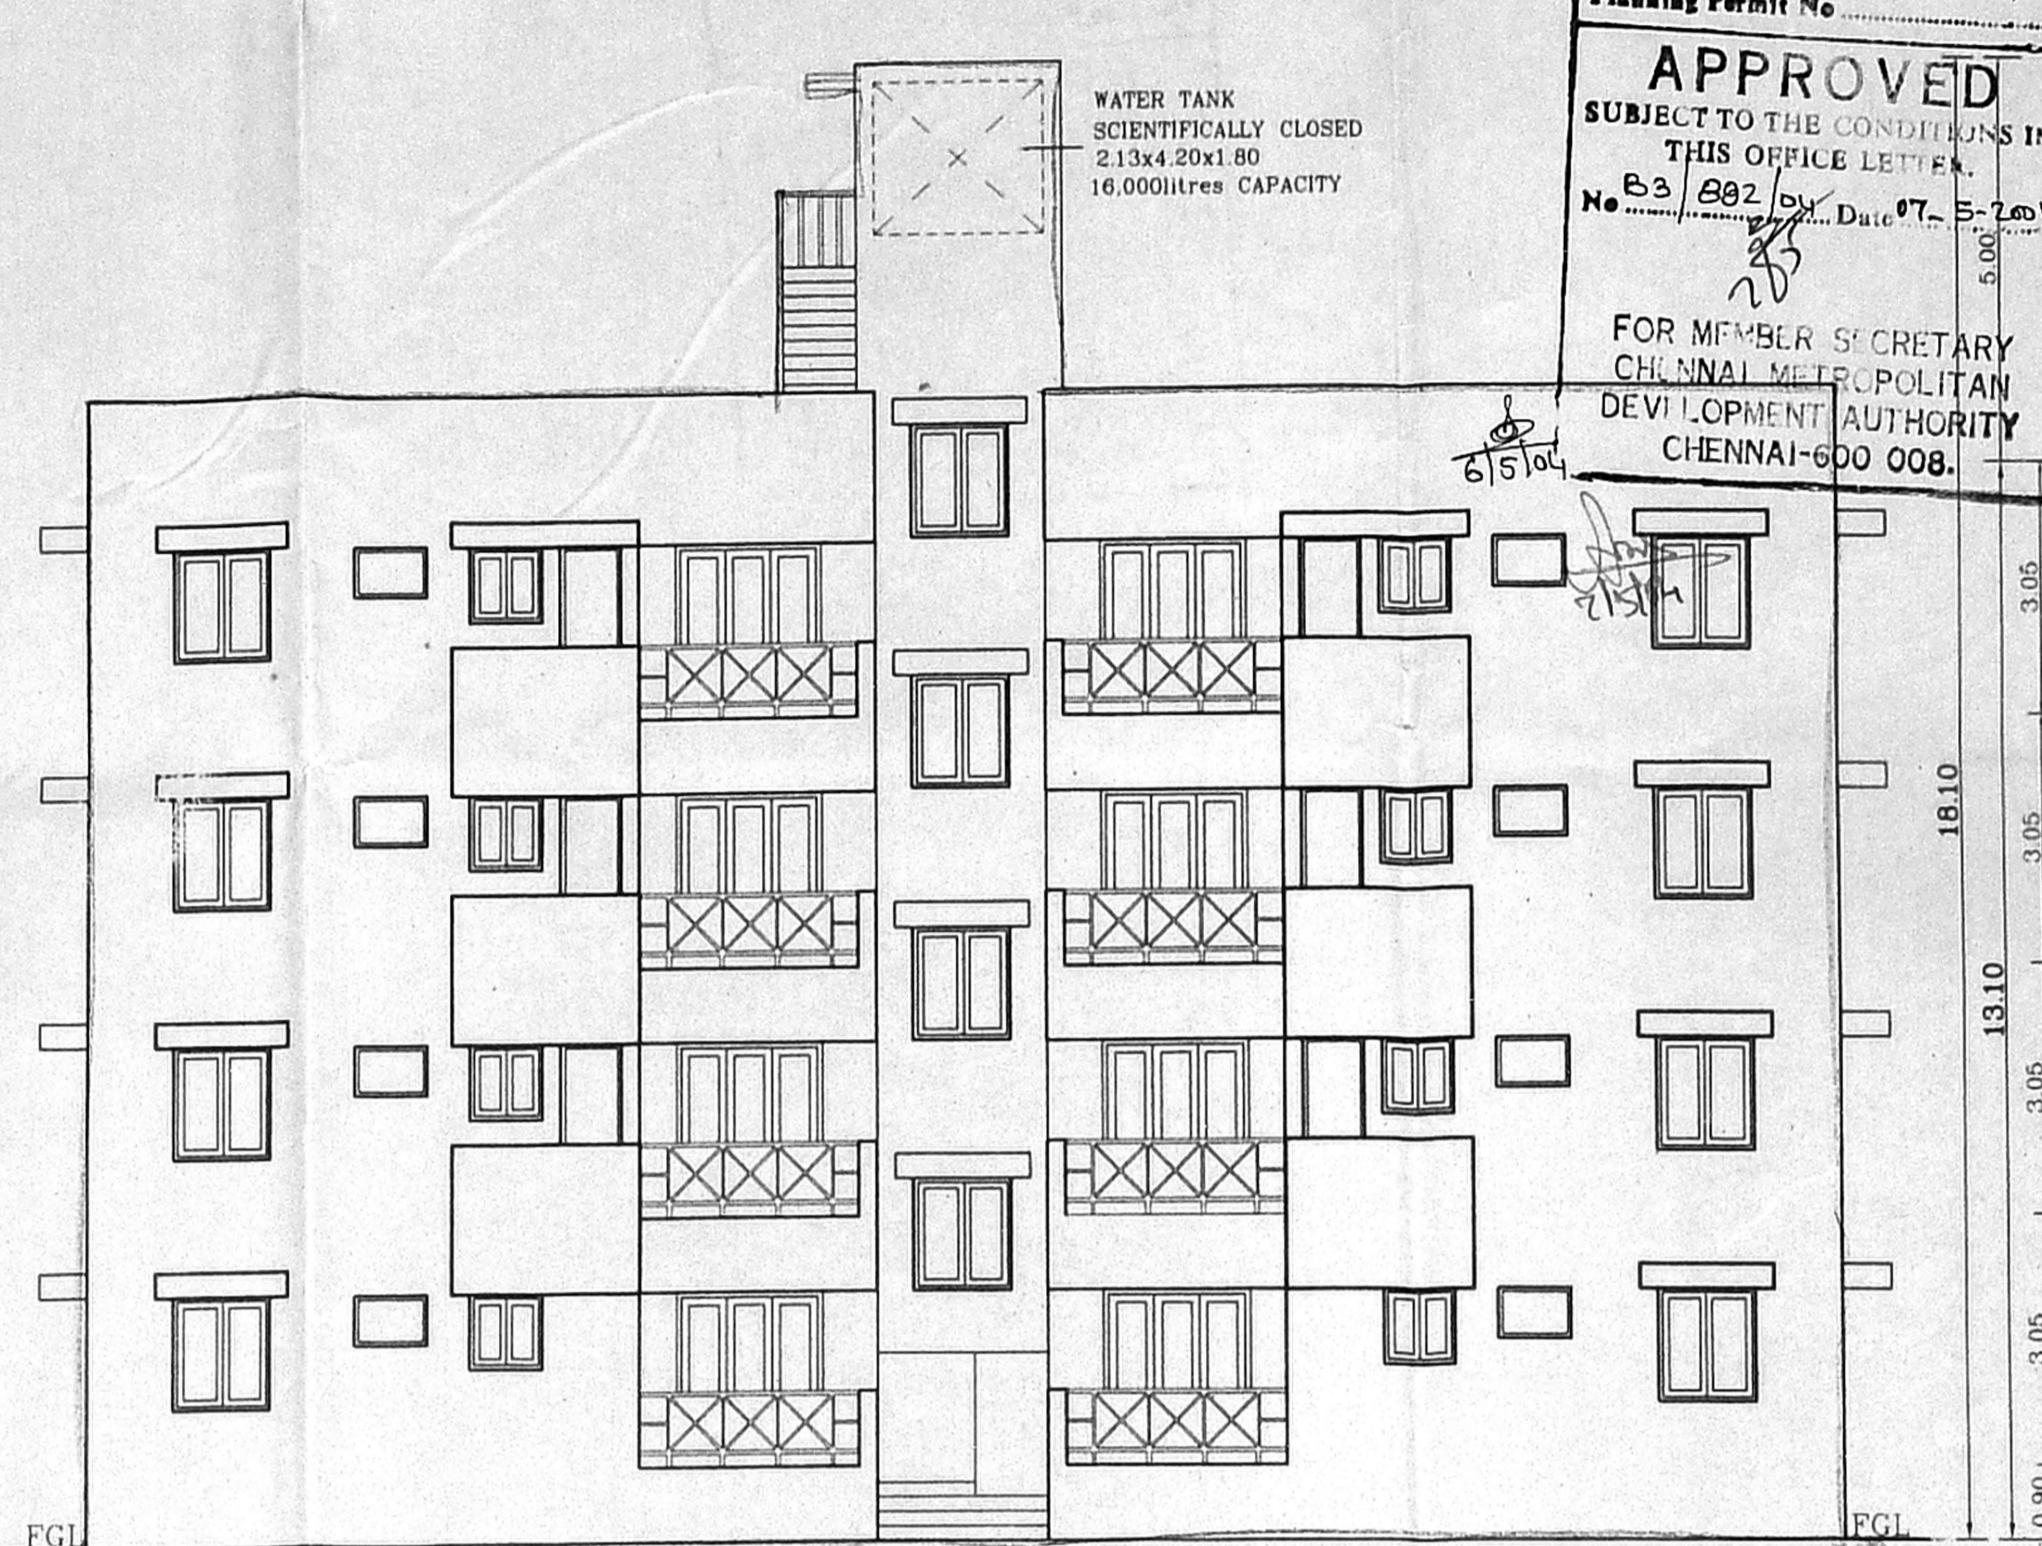 Planning Permit No
APPROVED
SUBJECT TO THE CONDITIONS IN
THIS OFFICE LETTER.
No B3/882/04 Date 07-5-200
FOR MEMBER SECRETARY
CHENNAI METROPOLITAN
DEVELOPMENT AUTHORITY
CHENNAI-600 008.
WATER TANK
SCIENTIFICALLY CLOSED
2.13x4.20x1.80
16,000litres CAPACITY
6/5/04
5.00
3.05
18.10
3.05
13.10
3.05
3.05
0.90
FGL
FGL